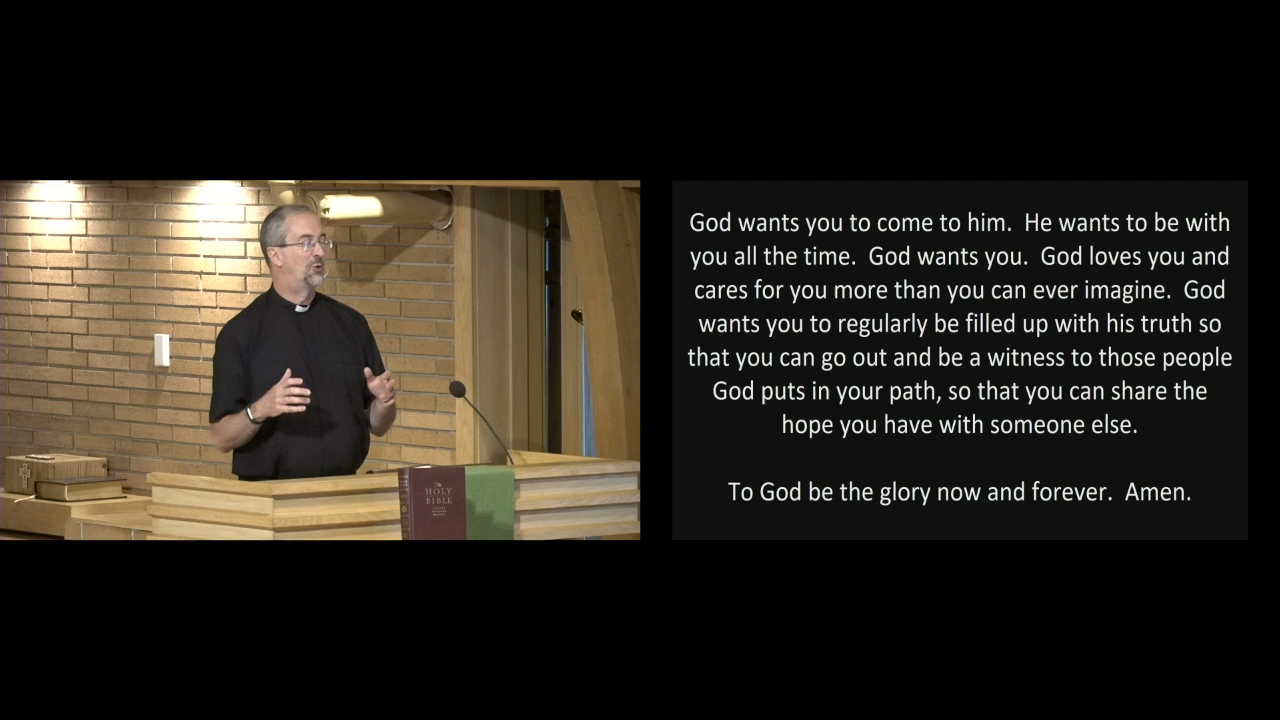 The
HOLY
BIBLE
God wants you to come to him.  He wants to be with
you all the time.  God wants you.  God loves you and
cares for you more than you can ever imagine.  God
wants you to regularly be filled up with his truth so
that you can go out and be a witness to those people
God puts in your path, so that you can share the
hope you have with someone else.
To God be the glory now and forever.  Amen.